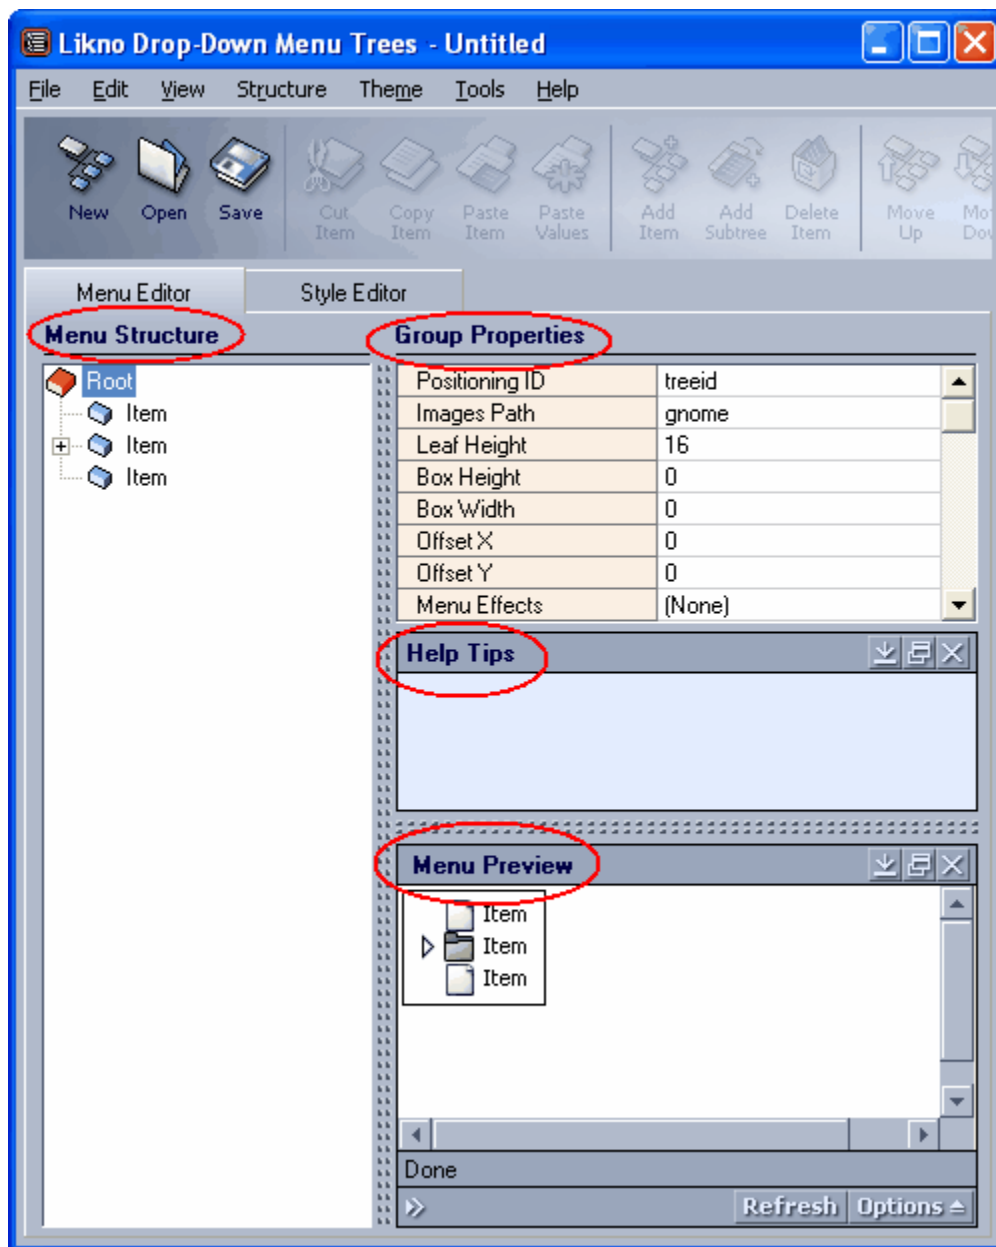 Likno Drop-Down Menu Trees - Untitled
File Edit View Structure Theme Tools Help
New Open Save Cut Item Copy Item Paste Item Paste Values Add Item Add Subtree Delete Item Move Up
Menu Editor Style Editor
Menu Structure
Root
Item
Item
Item
Group Properties
Positioning ID treeid
Images Path gnome
Leaf Height 16
Box Height 0
Box Width 0
Offset X 0
Offset Y 0
Menu Effects (None)
Help Tips
Menu Preview
Item
Item
Item
Done
Refresh Options